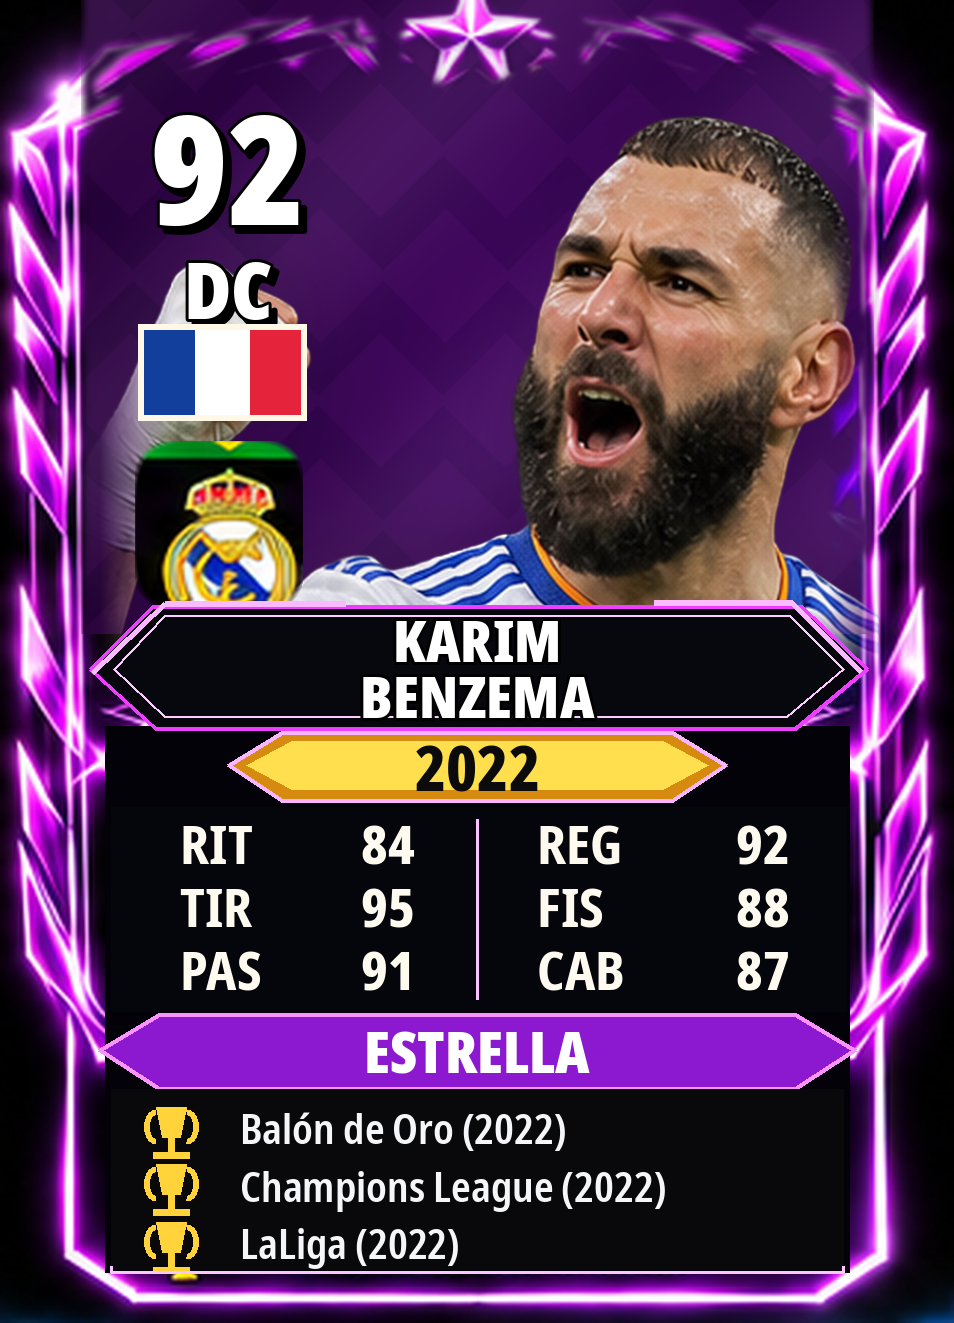 92
DC
KARIM
BENZEMA
2022
RIT 84 REG 92
TIR 95 FIS 88
PAS 91 CAB 87
ESTRELLA
Balón de Oro (2022)
Champions League (2022)
LaLiga (2022)